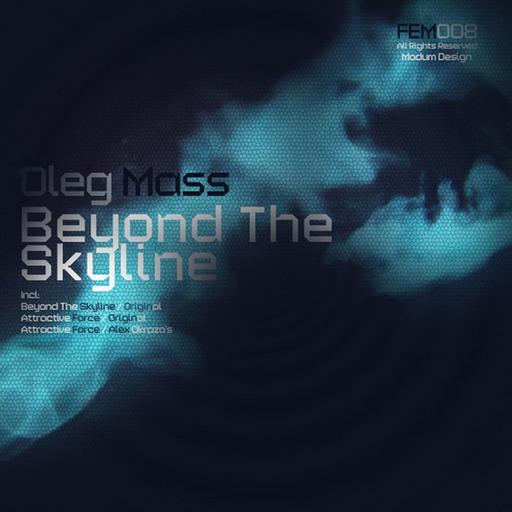 FEM008
All Rights Reserved
Modum Design
Oleg Mass
Beyond The
Skyline
Incl:
Beyond The Skyline / Original
Attractive Force / Original
Attractive Force / Alex Okrazo's